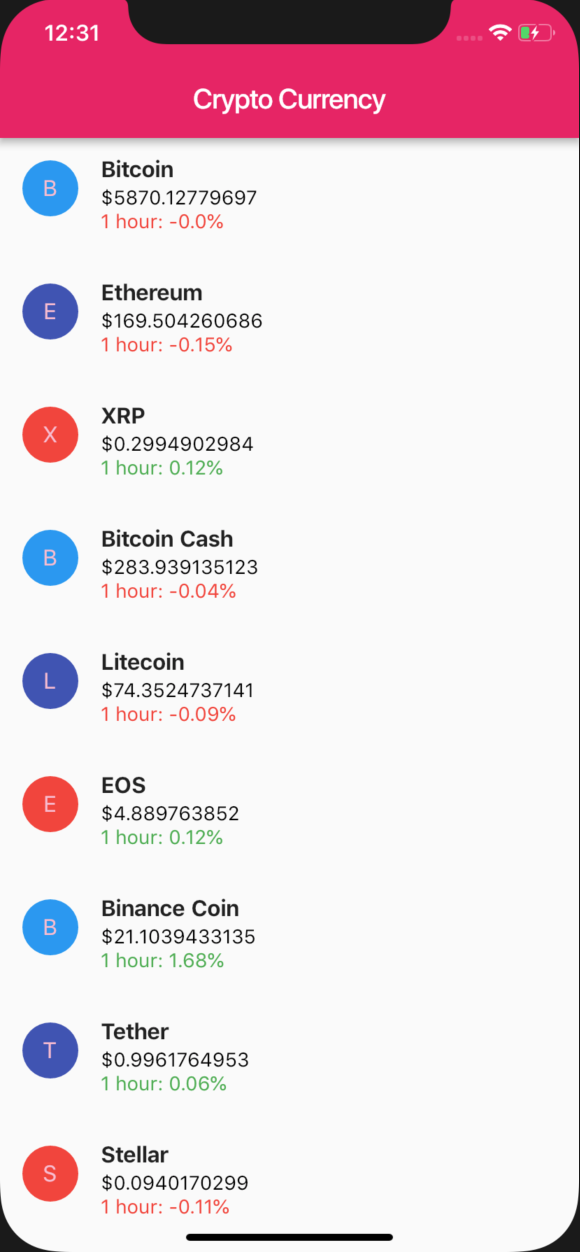 12:31
Crypto Currency
B
Bitcoin
$5870.12779697
1 hour: -0.0%
E
Ethereum
$169.504260686
1 hour: -0.15%
X
XRP
$0.2994902984
1 hour: 0.12%
B
Bitcoin Cash
$283.939135123
1 hour: -0.04%
L
Litecoin
$74.3524737141
1 hour: -0.09%
E
EOS
$4.889763852
1 hour: 0.12%
B
Binance Coin
$21.1039433135
1 hour: 1.68%
T
Tether
$0.9961764953
1 hour: 0.06%
S
Stellar
$0.0940170299
1 hour: -0.11%